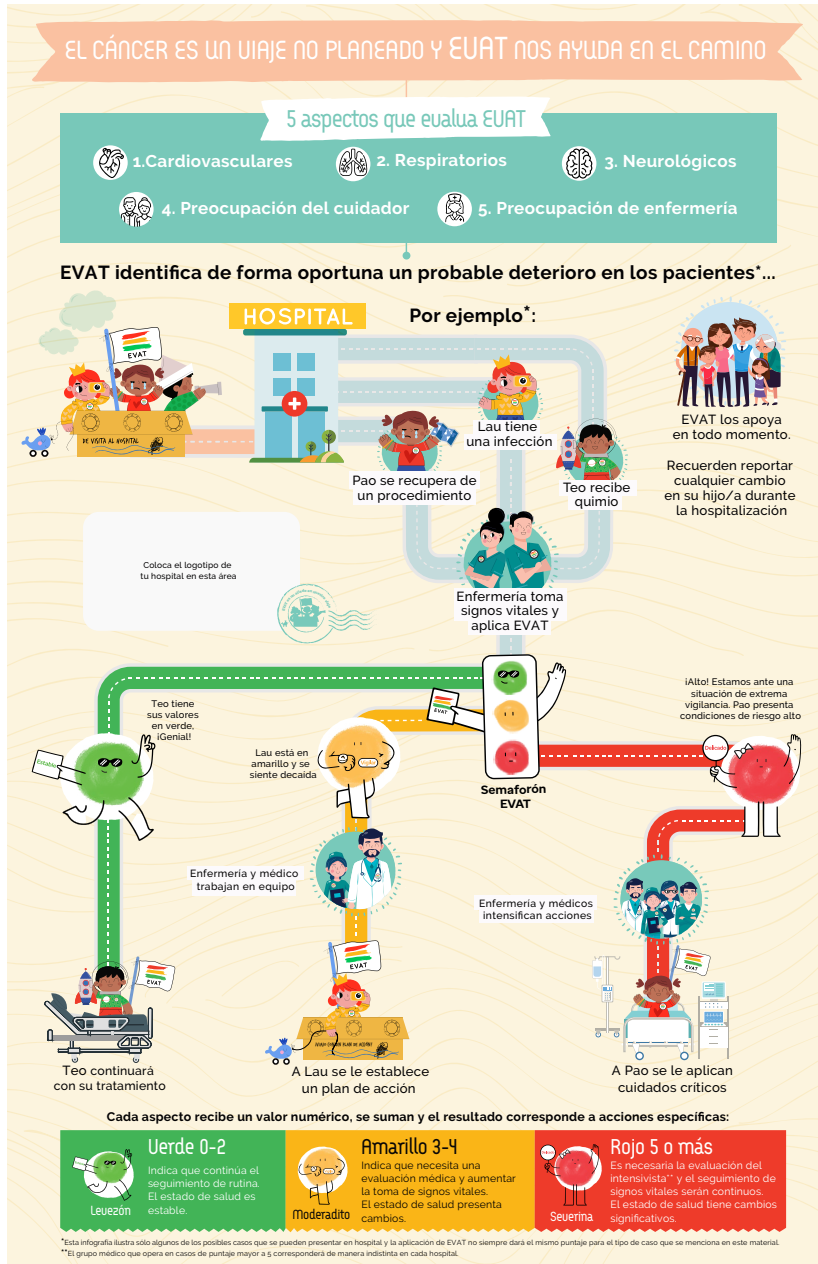 EL CÁNCER ES UN VIAJE NO PLANEADO Y EVAT NOS AYUDA EN EL CAMINO
5 aspectos que evalua EVAT
1.Cardiovasculares
2. Respiratorios
3. Neurológicos
4. Preocupación del cuidador
5. Preocupación de enfermería
EVAT identifica de forma oportuna un probable deterioro en los pacientes*...
HOSPITAL
Por ejemplo*:
EVAT
DE VISITA AL HOSPITAL
Lau tiene
una infección
Pao se recupera de
un procedimiento
Teo recibe
quimio
EVAT los apoya
en todo momento.
Recuerden reportar
cualquier cambio
en su hijo/a durante
la hospitalización
Coloca el logotipo de
tu hospital en esta área
Enfermería toma
signos vitales y
aplica EVAT
EVAT
Semaforón
EVAT
Teo tiene
sus valores
en verde,
¡Genial!
Estable
Lau está en
amarillo y se
siente decaída
¡Alto! Estamos ante una
situación de extrema
vigilancia. Pao presenta
condiciones de riesgo alto
Delicado
Enfermería y médico
trabajan en equipo
Enfermería y médicos
intensifican acciones
EVAT
EVAT
EVAT
Teo continuará
con su tratamiento
A Lau se le establece
un plan de acción
A Pao se le aplican
cuidados críticos
Cada aspecto recibe un valor numérico, se suman y el resultado corresponde a acciones específicas:
Verde 0-2
Indica que continúa el
seguimiento de rutina.
El estado de salud es
estable.
Levezón
Amarillo 3-4
Indica que necesita una
evaluación médica y aumentar
la toma de signos vitales.
El estado de salud presenta
cambios.
Moderadito
Rojo 5 o más
Es necesaria la evaluación del
intensivista** y el seguimiento de
signos vitales serán continuos.
El estado de salud tiene cambios
significativos.
Severina
*Esta infografía ilustra sólo algunos de los posibles casos que se pueden presentar en hospital y la aplicación de EVAT no siempre dará el mismo puntaje para el tipo de caso que se menciona en este material.
**El grupo médico que opera en casos de puntaje mayor a 5 corresponderá de manera indistinta en cada hospital.